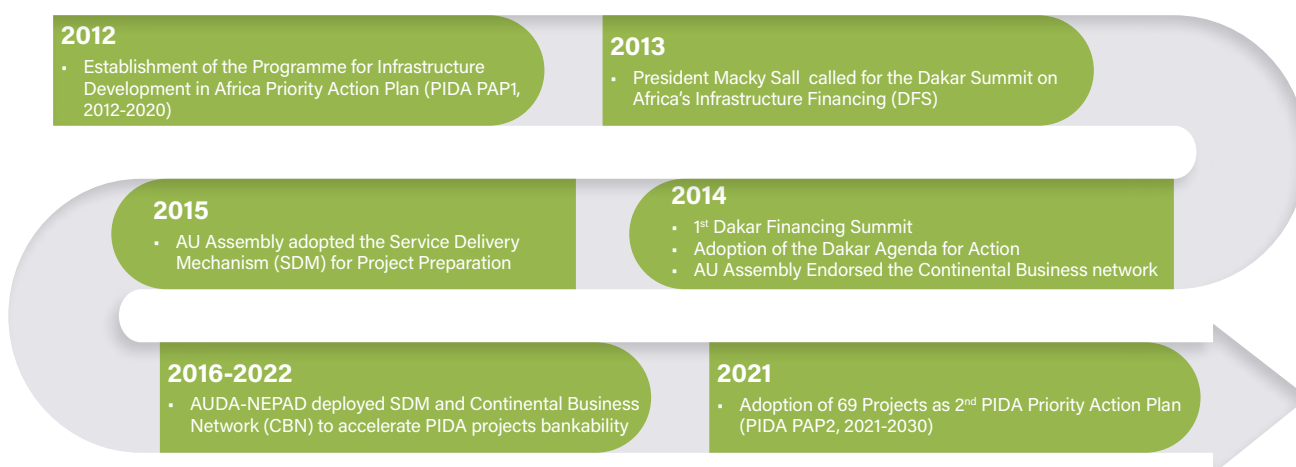 2012
▪ Establishment of the Programme for Infrastructure
Development in Africa Priority Action Plan (PIDA PAP1,
2012-2020)
2013
▪ President Macky Sall called for the Dakar Summit on
Africa's Infrastructure Financing (DFS)
2014
▪ 1st Dakar Financing Summit
▪ Adoption of the Dakar Agenda for Action
▪ AU Assembly Endorsed the Continental Business network
2015
▪ AU Assembly adopted the Service Delivery
Mechanism (SDM) for Project Preparation
2016-2022
▪ AUDA-NEPAD deployed SDM and Continental Business
Network (CBN) to accelerate PIDA projects bankability
2021
▪ Adoption of 69 Projects as 2nd PIDA Priority Action Plan
(PIDA PAP2, 2021-2030)